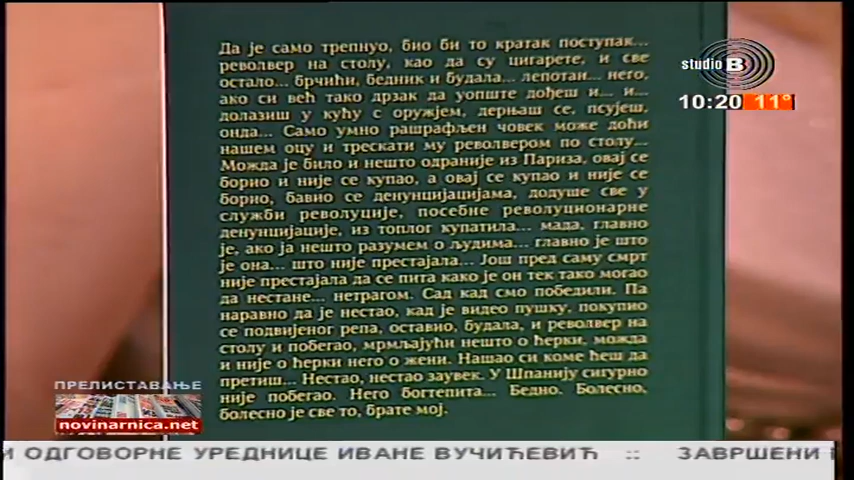 Да је само трепнуо, био би то кратак поступак...
револвер на столу, као да су цигарете, и све
остало... брчићи, бедник и будала... лепотан... него,
ако си већ тако дрзак да уопште дођеш и... и...
долазиш у кућу с оружјем, дерњаш се, псујеш,
онда... Само умно рашрафљен човек може доћи
нашем оцу и трескати му револвером по столу...
Можда је било и нешто одраније из Париза, овај се
борио и није се купао, а овај се купао и није се
борио, бавио се денунцијацијама, додуше све у
служби револуције, посебне револуционарне
денунцијације, из топлог купатила... мада, главно
је, ако ја нешто разумем о људима... главно је што
је она... што није престајала... Још пред саму смрт
није престајала да се пита како је он тек тако могао
да нестане... нетрагом. Сад кад смо победили. Па
наравно да је нестао, кад је видео пушку, покупио
се подвијеног репа, оставио, будала, и револвер на
столу и побегао, мрмљајући нешто о ћерки, можда
и није о ћерки него о жени. Нашао си коме ћеш да
претиш... Нестао, нестао заувек. У Шпанију сигурно
није побегао. Него богтепита... Бедно. Болесно,
болесно је све то, брате мој.
studio B
10:20 11°
ПРЕЛИСТАВАЊЕ
novinarnica.net
И ОДГОВОРНЕ УРЕДНИЦЕ ИВАНЕ ВУЧИЋЕВИЋ :: ЗАВРШЕНИ